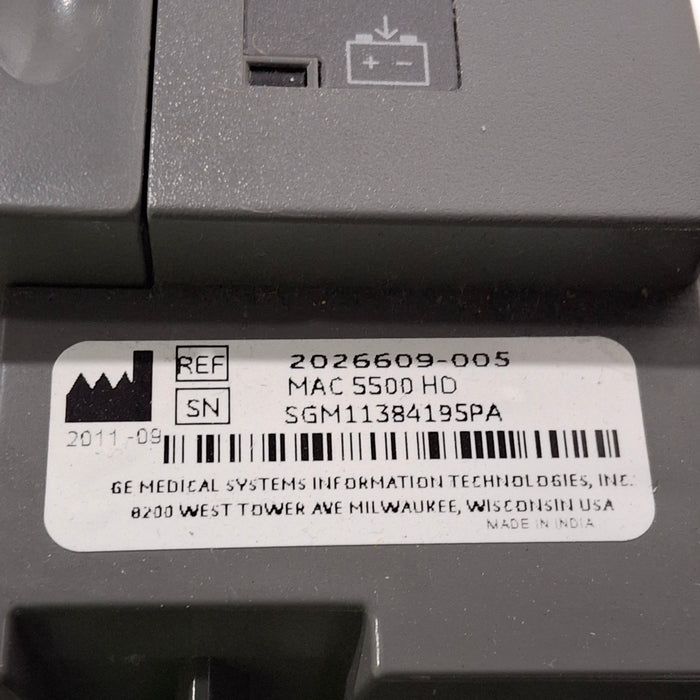 + -
REF 2026609-005
MAC 5500 HD
SN SGM11384195PA
2011-09
GE MEDICAL SYSTEMS INFORMATION TECHNOLOGIES, INC.
8200 WEST TOWER AVE MILWAUKEE, WISCONSIN USA
MADE IN INDIA